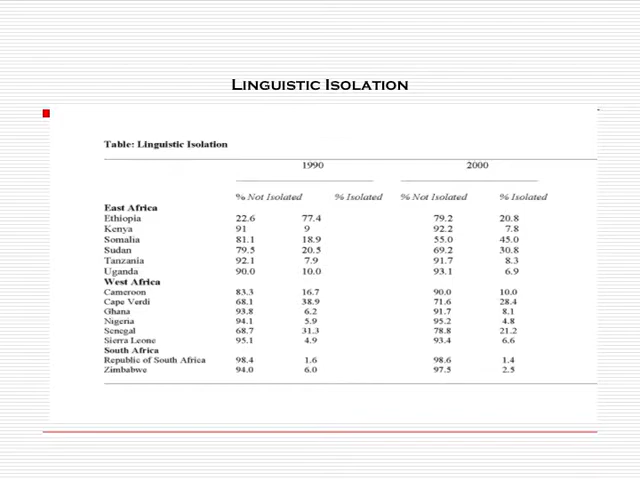 Linguistic Isolation
Table: Linguistic Isolation
1990 2000
% Not Isolated % Isolated % Not Isolated % Isolated
East Africa
Ethiopia 22.6 77.4 79.2 20.8
Kenya 91 9 92.2 7.8
Somalia 81.1 18.9 55.0 45.0
Sudan 79.5 20.5 69.2 30.8
Tanzania 92.1 7.9 91.7 8.3
Uganda 90.0 10.0 93.1 6.9
West Africa
Cameroon 83.3 16.7 90.0 10.0
Cape Verdi 68.1 38.9 71.6 28.4
Ghana 93.8 6.2 91.7 8.1
Nigeria 94.1 5.9 95.2 4.8
Senegal 68.7 31.3 78.8 21.2
Sierra Leone 95.1 4.9 93.4 6.6
South Africa
Republic of South Africa 98.4 1.6 98.6 1.4
Zimbabwe 94.0 6.0 97.5 2.5